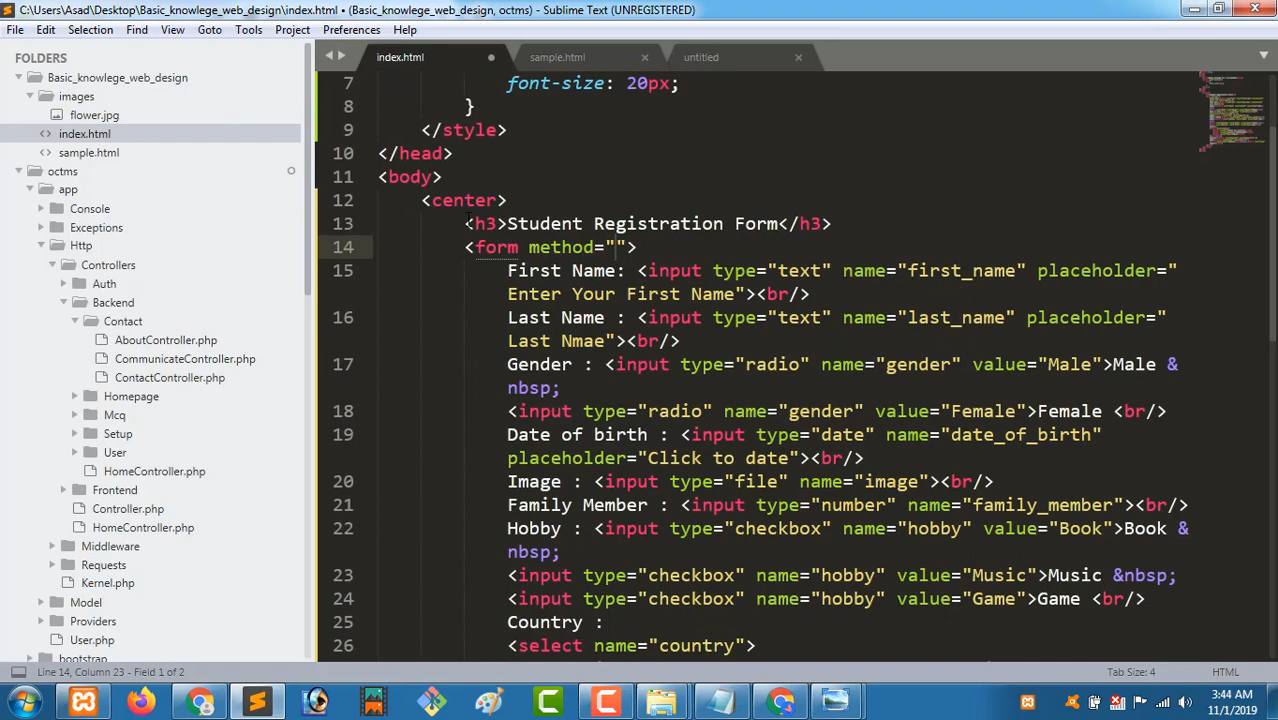 C:\Users\Asad\Desktop\Basic_knowlege_web_design\index.html • (Basic_knowlege_web_design, octms) - Sublime Text (UNREGISTERED)
File Edit Selection Find View Goto Tools Project Preferences Help
FOLDERS
Basic_knowlege_web_design
images
flower.jpg
index.html
sample.html
octms
app
Console
Exceptions
Http
Controllers
Auth
Backend
Contact
AboutController.php
CommunicateController.php
ContactController.php
Homepage
Mcq
Setup
User
HomeController.php
Frontend
Controller.php
HomeController.php
Middleware
Requests
Kernel.php
Model
Providers
User.php
bootstrap
index.html sample.html untitled
7 font-size: 20px;
8 }
9 </style>
10 </head>
11 <body>
12 <center>
13 <h3>Student Registration Form</h3>
14 <form method="">
15 First Name: <input type="text" name="first_name" placeholder="
Enter Your First Name"><br/>
16 Last Name : <input type="text" name="last_name" placeholder="
Last Nmae"><br/>
17 Gender : <input type="radio" name="gender" value="Male">Male &
nbsp;
18 <input type="radio" name="gender" value="Female">Female <br/>
19 Date of birth : <input type="date" name="date_of_birth"
placeholder="Click to date"><br/>
20 Image : <input type="file" name="image"><br/>
21 Family Member : <input type="number" name="family_member"><br/>
22 Hobby : <input type="checkbox" name="hobby" value="Book">Book &
nbsp;
23 <input type="checkbox" name="hobby" value="Music">Music &nbsp;
24 <input type="checkbox" name="hobby" value="Game">Game <br/>
25 Country :
26 <select name="country">
Line 14, Column 23 - Field 1 of 2 Tab Size: 4 HTML
3:44 AM
11/1/2019